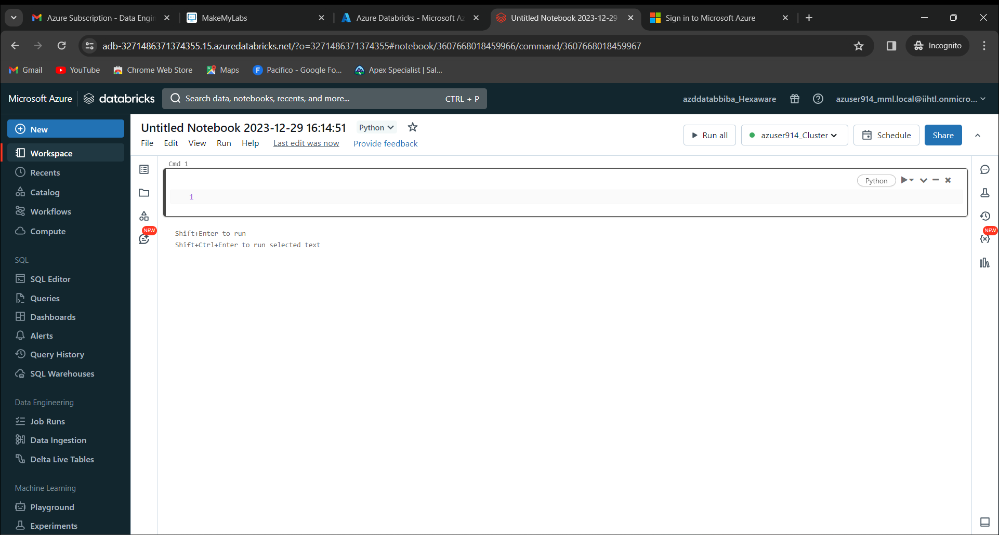 Azure Subscription - Data Engin
MakeMyLabs
Azure Databricks - Microsoft Az
Untitled Notebook 2023-12-29
Sign in to Microsoft Azure
adb-3271486371374355.15.azuredatabricks.net/?o=3271486371374355#notebook/3607668018459966/command/3607668018459967
Incognito
Gmail
YouTube
Chrome Web Store
Maps
F
Pacifico - Google Fo...
Apex Specialist | Sal...
Microsoft Azure
databricks
Search data, notebooks, recents, and more...
CTRL + P
azddatabbiba_Hexaware
azuser914_mml.local@iihtl.onmicro...
New
Workspace
Recents
Catalog
Workflows
Compute
SQL
SQL Editor
Queries
Dashboards
Alerts
Query History
SQL Warehouses
Data Engineering
Job Runs
Data Ingestion
Delta Live Tables
Machine Learning
Playground
Experiments
Untitled Notebook 2023-12-29 16:14:51
Python
File
Edit
View
Run
Help
Last edit was now
Provide feedback
Run all
azuser914_Cluster
Schedule
Share
NEW
Cmd 1
Python
1
Shift+Enter to run
Shift+Ctrl+Enter to run selected text
NEW